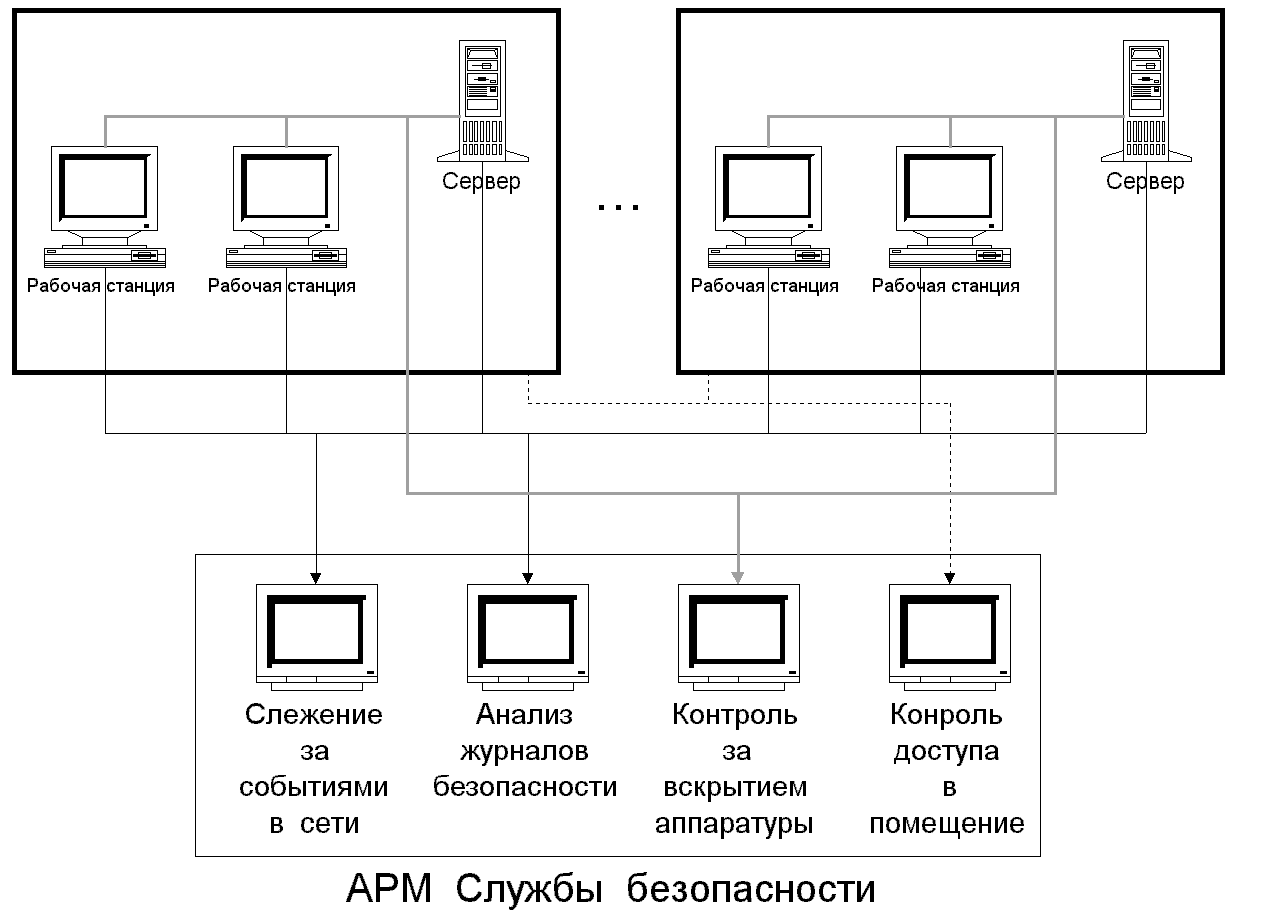 Сервер
Сервер
...
Рабочая станция
Рабочая станция
Рабочая станция
Рабочая станция
Слежение
за
событиями
в сети
Анализ
журналов
безопасности
Контроль
за
вскрытием
аппаратуры
Конроль
доступа
в
помещение
АРМ Службы безопасности